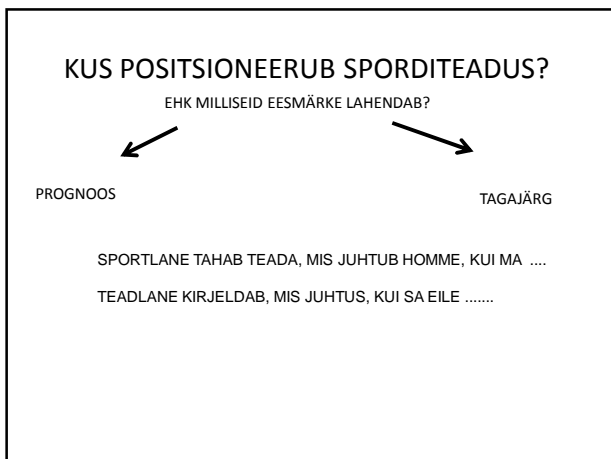 KUS POSITSIONEERUB SPORDITEADUS?
EHK MILLISEID EESMÄRKE LAHENDAB?
PROGNOOS
TAGAJÄRG
SPORTLANE TAHAB TEADA, MIS JUHTUB HOMME, KUI MA ....
TEADLANE KIRJELDAB, MIS JUHTUS, KUI SA EILE .......